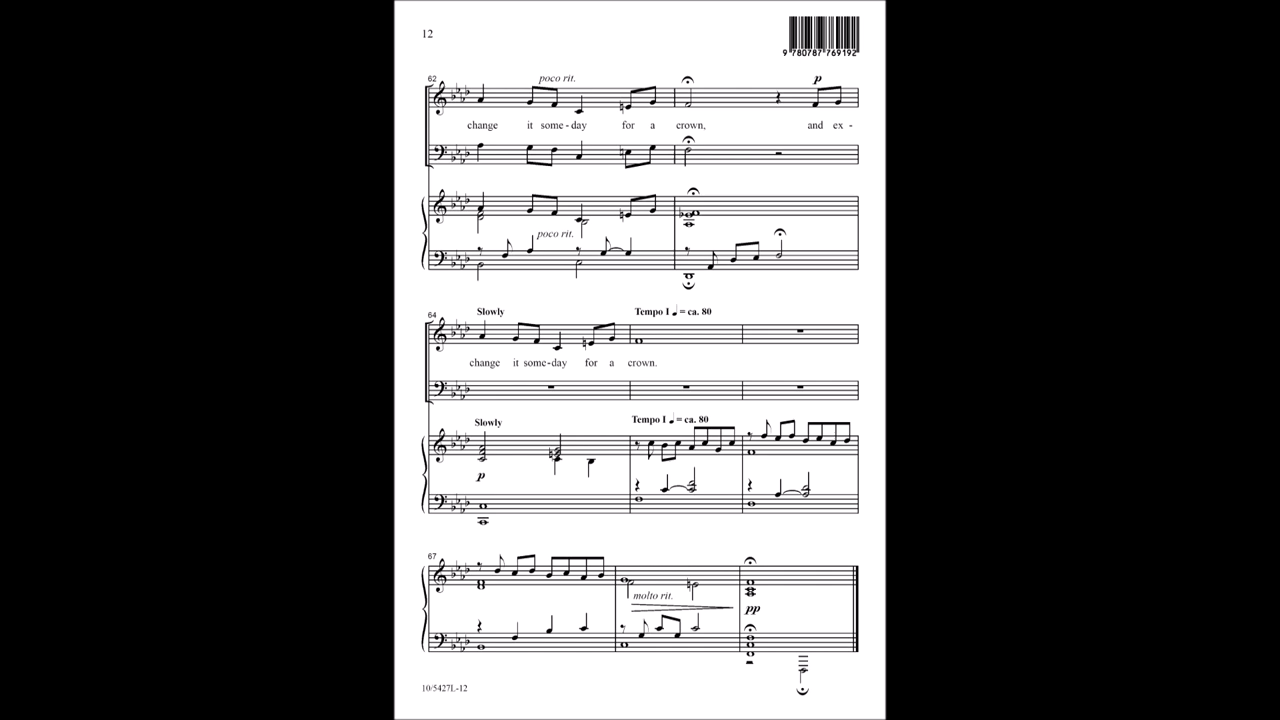 12
9 780787 769192
62
poco rit.
p
change it some - day for a crown, and ex -
poco rit.
64
Slowly
Tempo I ♩ = ca. 80
change it some-day for a crown.
Slowly
Tempo I ♩ = ca. 80
p
67
molto rit.
pp
10/5427L-12